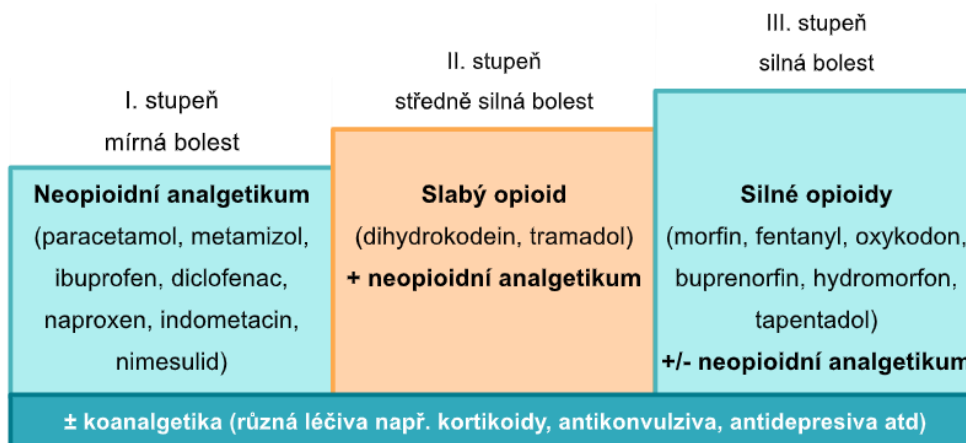 I. stupeň
mírná bolest
Neopioidní analgetikum
(paracetamol, metamizol,
ibuprofen, diclofenac,
naproxen, indometacin,
nimesulid)
II. stupeň
středně silná bolest
Slabý opioid
(dihydrokodein, tramadol)
+ neopioidní analgetikum
III. stupeň
silná bolest
Silné opioidy
(morfin, fentanyl, oxykodon,
buprenorfin, hydromorfon,
tapentadol)
+/- neopioidní analgetikum
± koanalgetika (různá léčiva např. kortikoidy, antikonvulziva, antidepresiva atd)